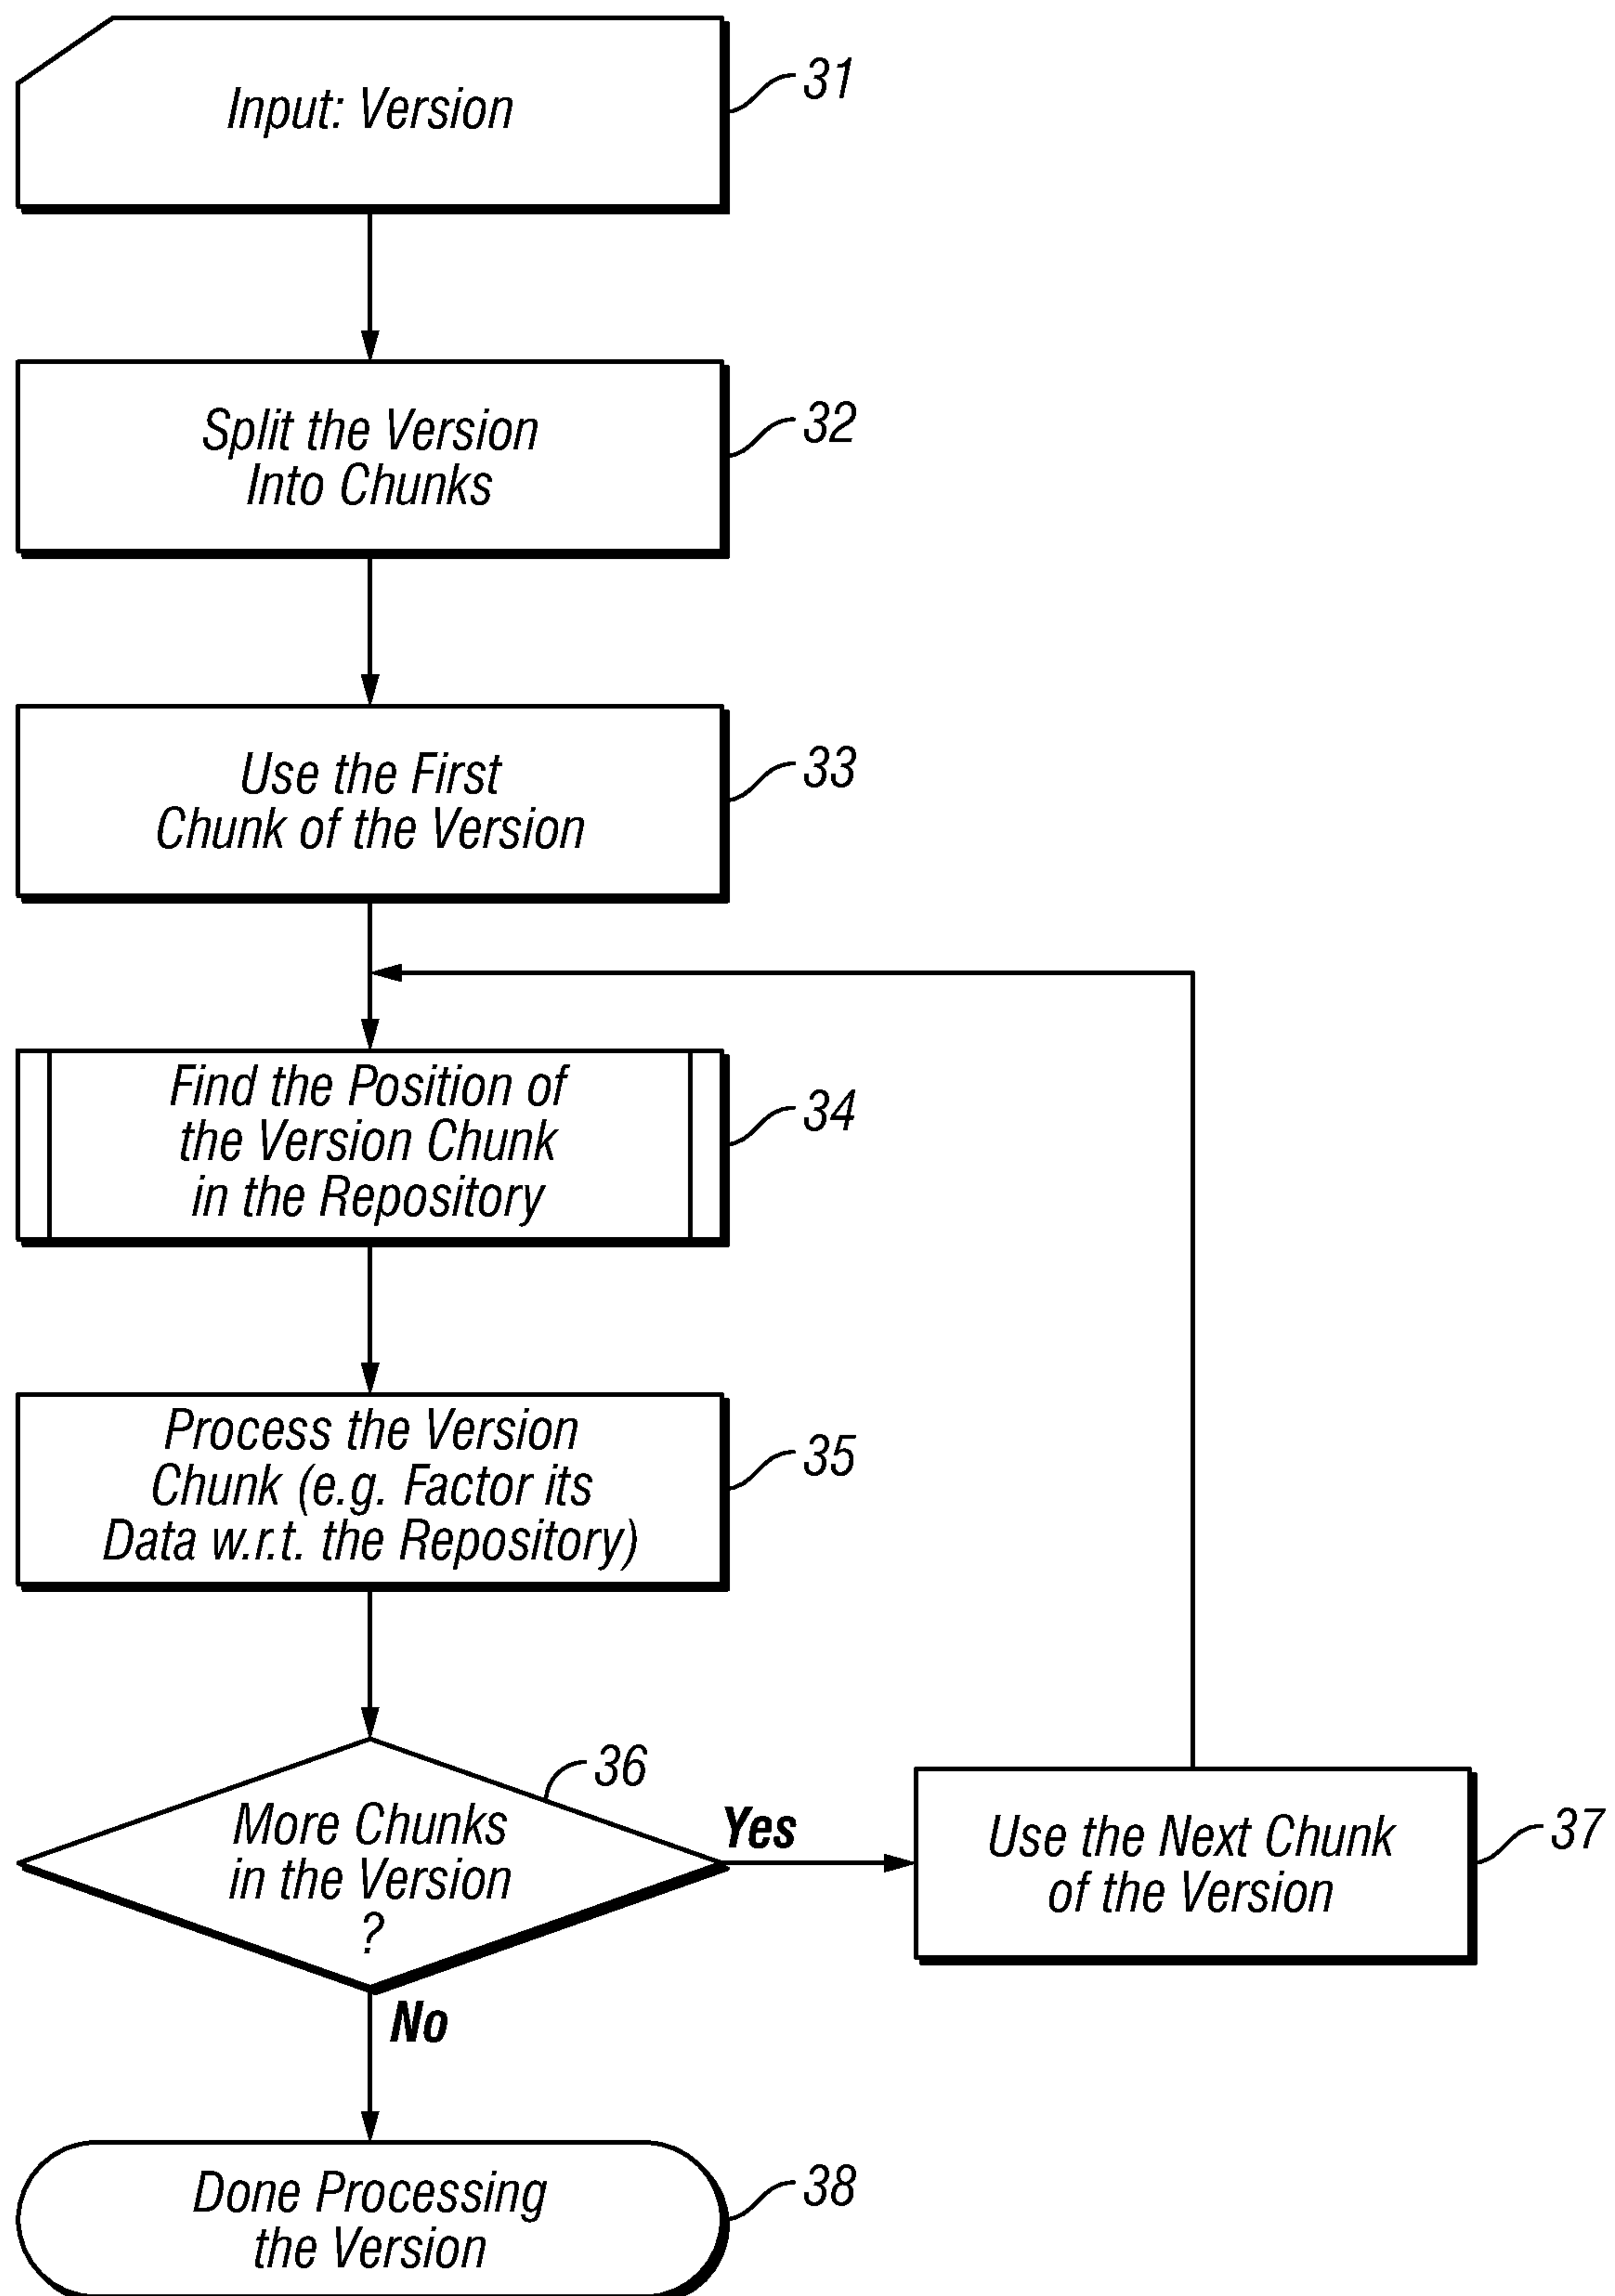 Input: Version
31
Split the Version
Into Chunks
32
Use the First
Chunk of the Version
33
Find the Position of
the Version Chunk
in the Repository
34
Process the Version
Chunk (e.g. Factor its
Data w.r.t. the Repository)
35
36
More Chunks
in the Version
?
Yes
Use the Next Chunk
of the Version
37
No
Done Processing
the Version
38